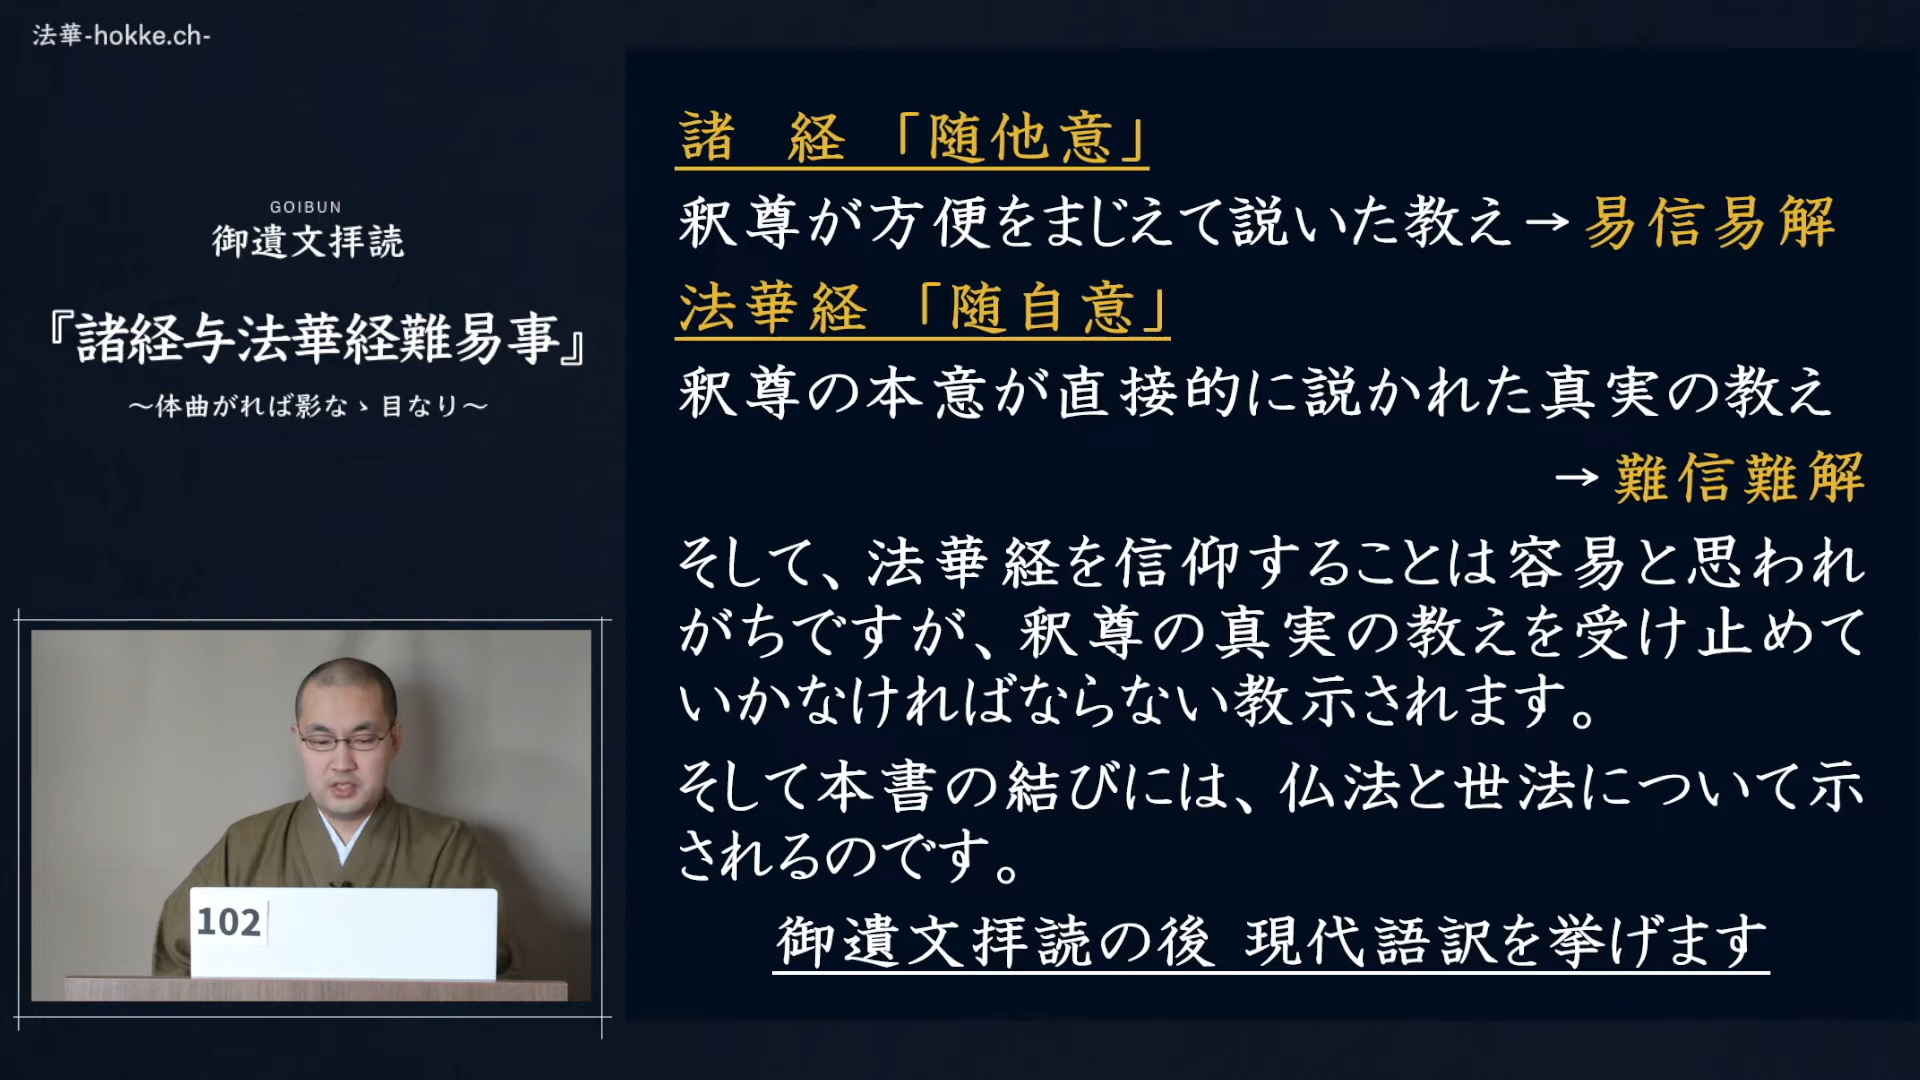 法華-hokke.ch-
GOIBUN
御遺文拝読
『諸経与法華経難易事』
～体曲がれば影なゝ目なり～
102
諸　経「随他意」
釈尊が方便をまじえて説いた教え→易信易解
法華経「随自意」
釈尊の本意が直接的に説かれた真実の教え
→難信難解
そして、法華経を信仰することは容易と思われ
がちですが、釈尊の真実の教えを受け止めて
いかなければならない教示されます。
そして本書の結びには、仏法と世法について示
されるのです。
御遺文拝読の後 現代語訳を挙げます